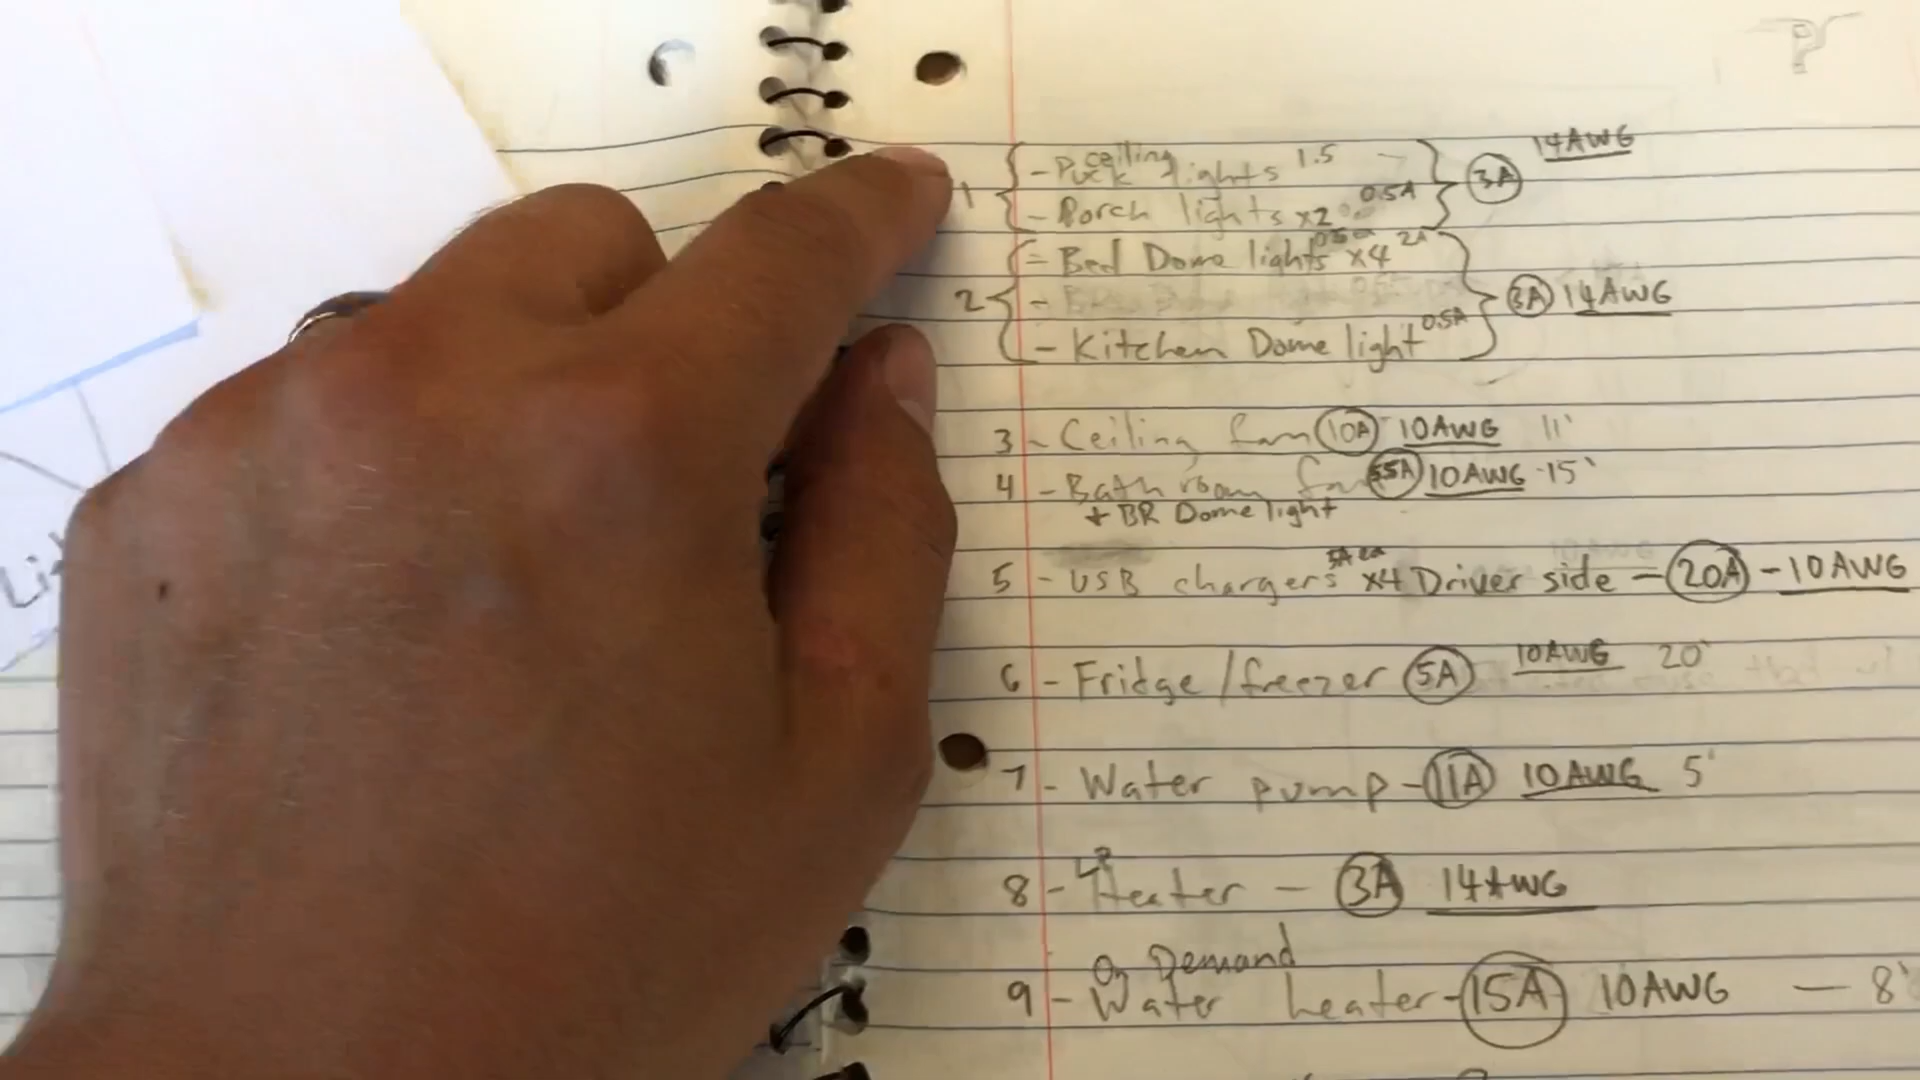 14AWG
ceiling
1 - Puck lights 1.5 3A
- Porch lights x2 0.5A
- Bed Dome lights x4 2A
2 - 3A 14AWG
- Kitchen Dome light 0.5A
3 - Ceiling fan 10A 10AWG 11'
4 - Bathroom fan 10AWG 15'
+ BR Dome light
5 - USB chargers 5A ea x4 Driver side - 20A - 10AWG
6 - Fridge/freezer 5A 10AWG 20'
7 - Water pump - 11A 10AWG 5'
8 - LP Heater - 3A 14AWG
On Demand
9 - Water heater - 15A 10AWG - 8'